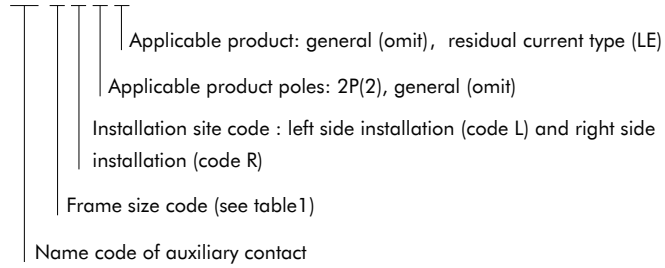 Applicable product: general (omit), residual current type (LE)
Applicable product poles: 2P(2), general (omit)
Installation site code : left side installation (code L) and right side
installation (code R)
Frame size code (see table1)
Name code of auxiliary contact